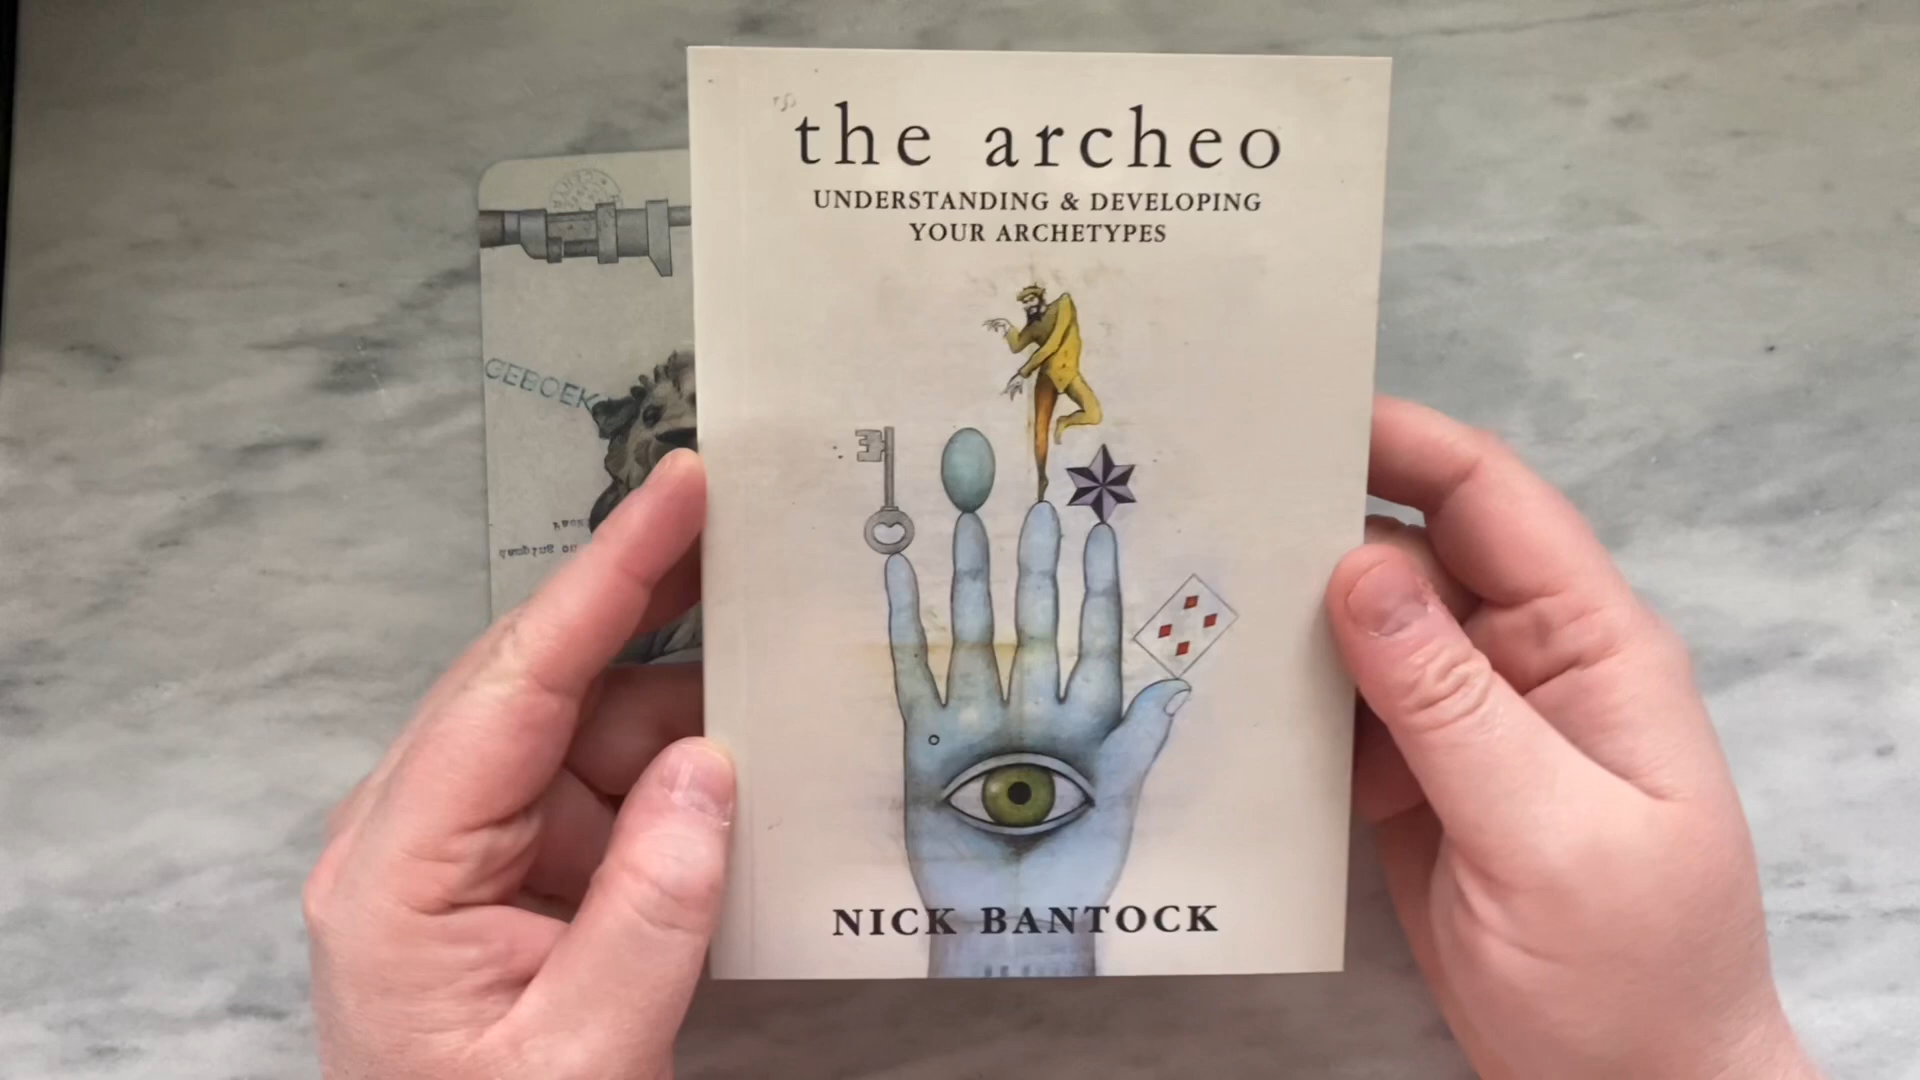 the archeo
UNDERSTANDING & DEVELOPING
YOUR ARCHETYPES
GEBOEK
NICK BANTOCK